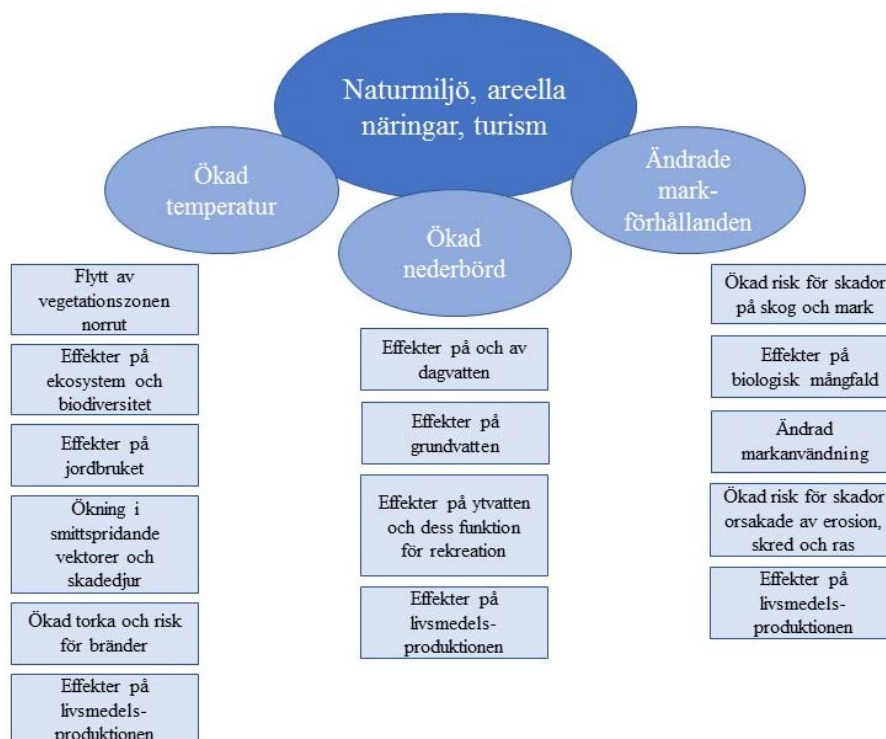 Naturmiljö, areella
näringar, turism
Ökad
temperatur
Ökad
nederbörd
Ändrade
mark-
förhållanden
Flytt av
vegetationszonen
norrut
Effekter på
ekosystem och
biodiversitet
Effekter på
jordbruket
Ökning i
smittspridande
vektorer och
skadedjur
Ökad torka och risk
för bränder
Effekter på
livsmedels-
produktionen
Effekter på och av
dagvatten
Effekter på
grundvatten
Effekter på ytvatten
och dess funktion
för rekreation
Effekter på
livsmedels-
produktionen
Ökad risk för skador
på skog och mark
Effekter på
biologisk mångfald
Ändrad
markanvändning
Ökad risk för skador
orsakade av erosion,
skred och ras
Effekter på
livsmedels-
produktionen